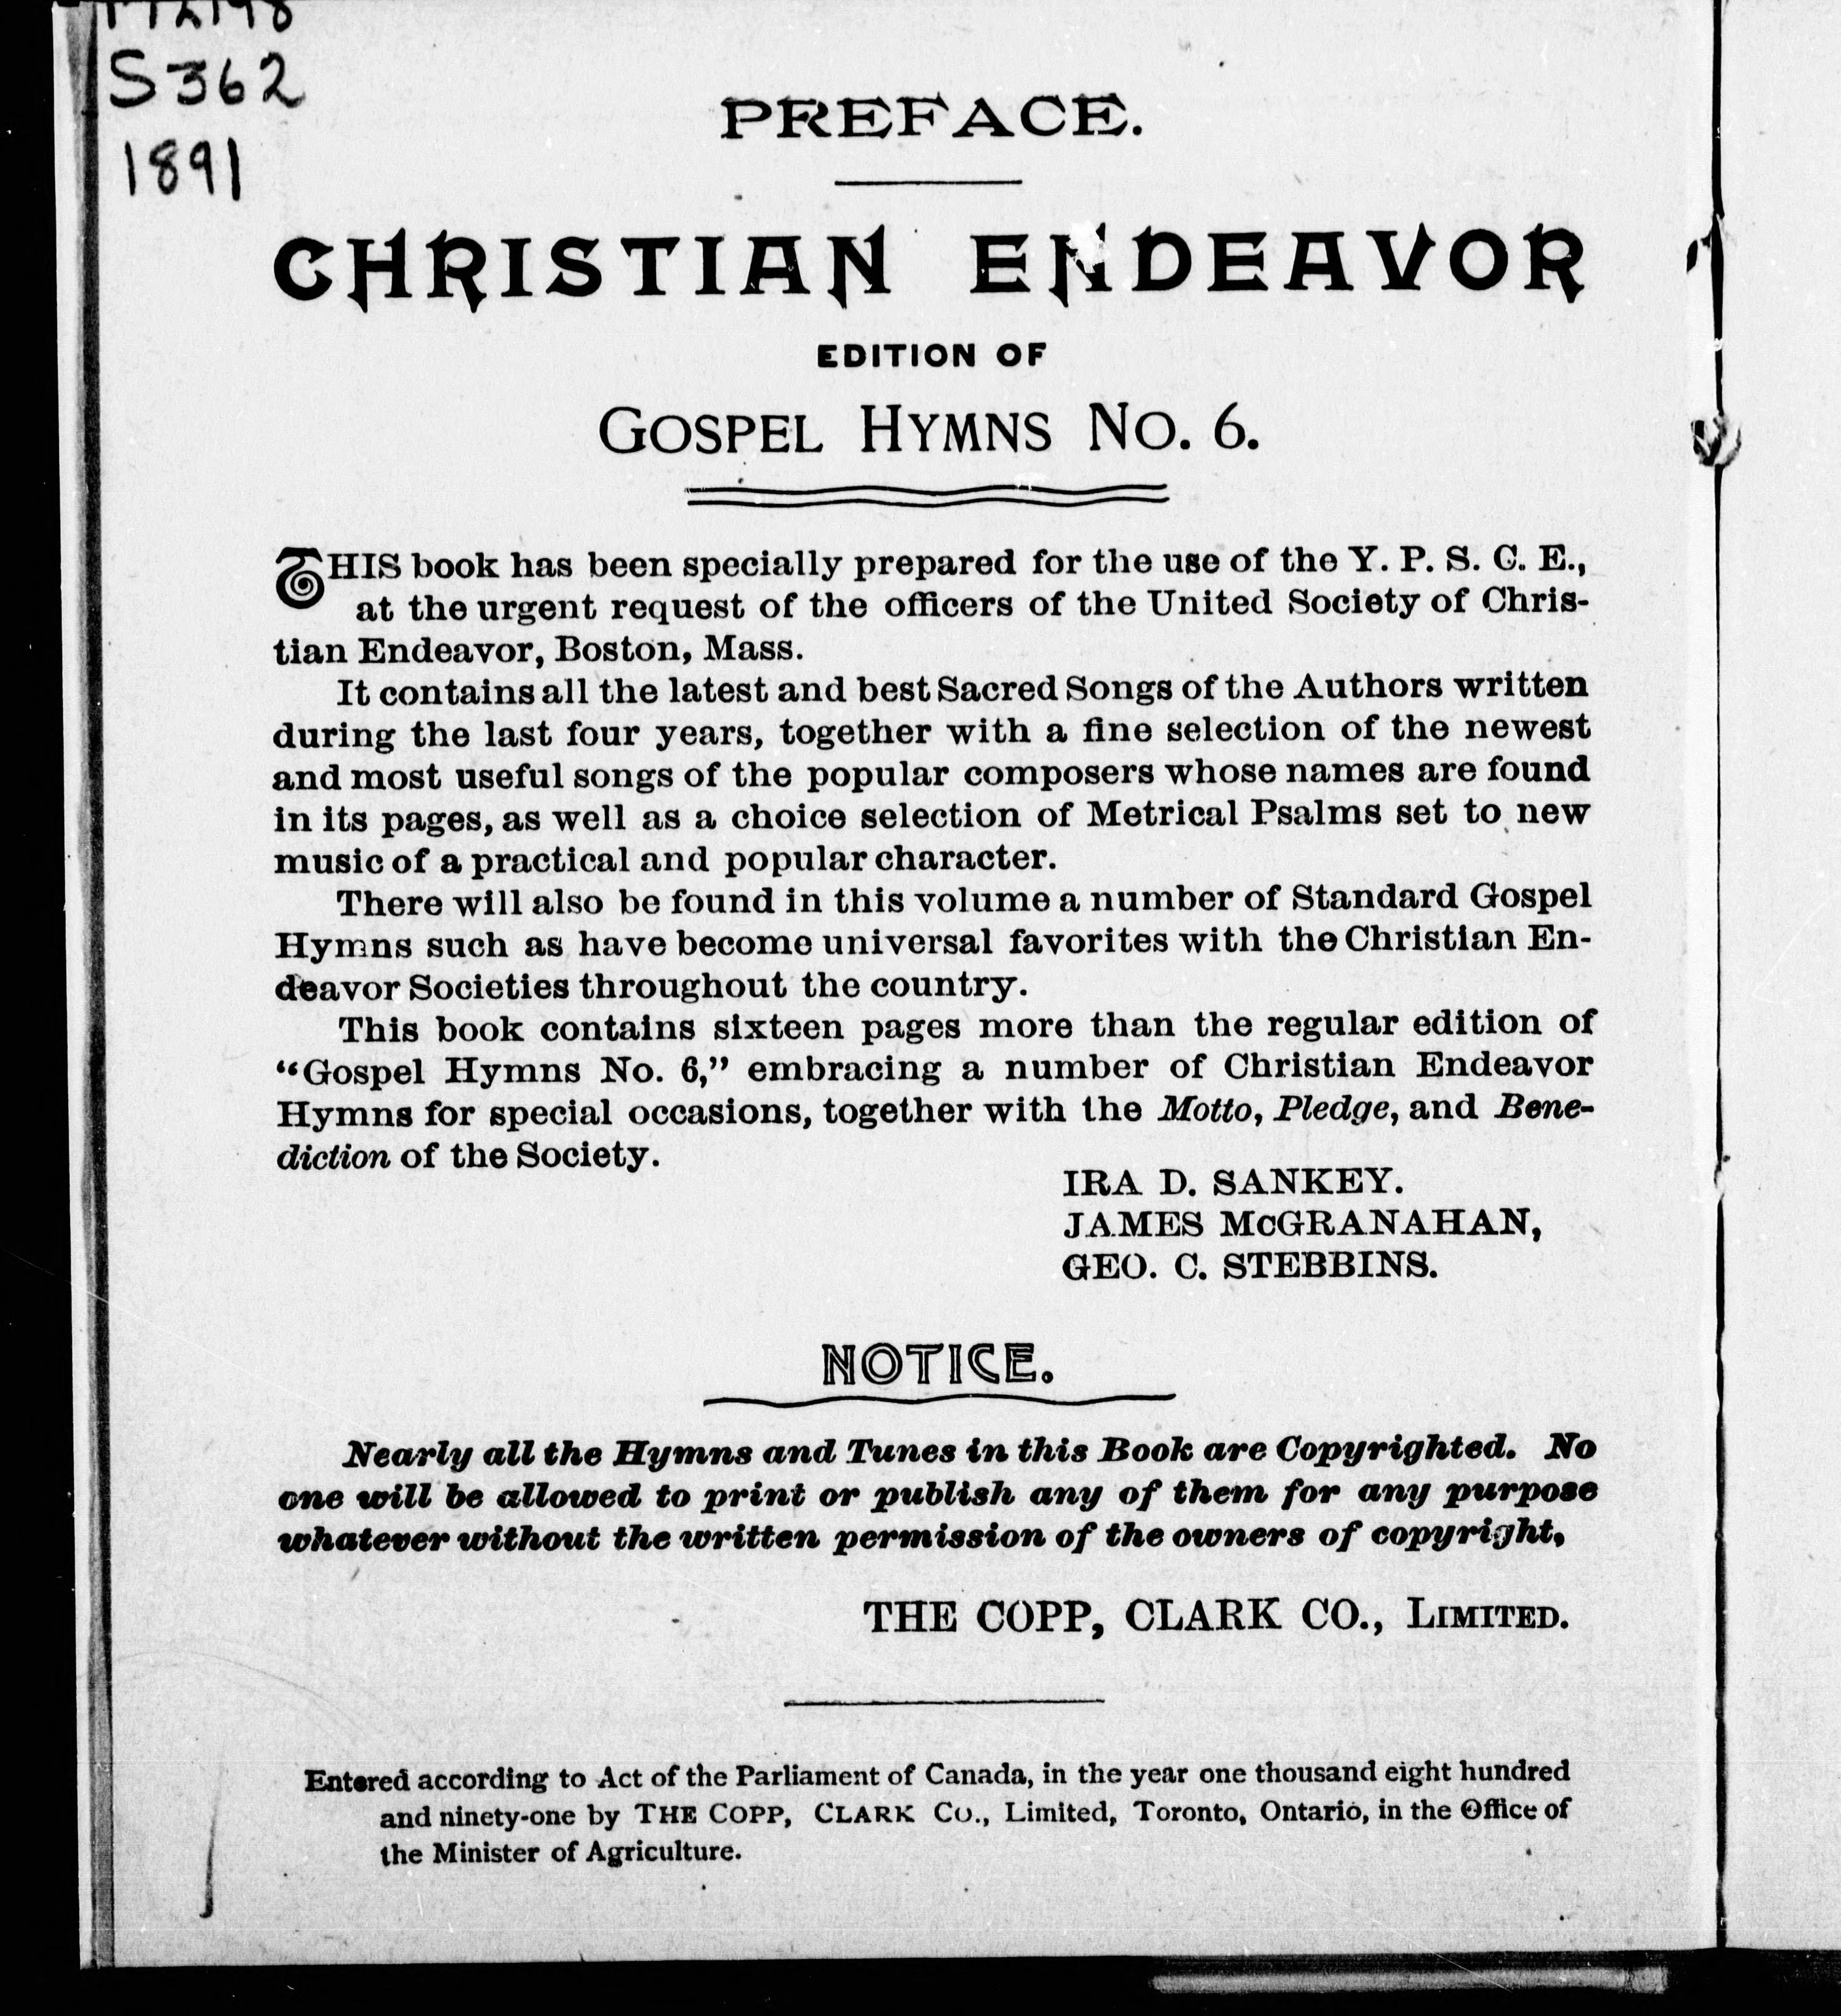 S362
1891
PREFACE.
CHRISTIAN ENDEAVOR
EDITION OF
GOSPEL HYMNS NO. 6.
THIS book has been specially prepared for the use of the Y. P. S. C. E.,
at the urgent request of the officers of the United Society of Chris-
tian Endeavor, Boston, Mass.
It contains all the latest and best Sacred Songs of the Authors written
during the last four years, together with a fine selection of the newest
and most useful songs of the popular composers whose names are found
in its pages, as well as a choice selection of Metrical Psalms set to new
music of a practical and popular character.
There will also be found in this volume a number of Standard Gospel
Hymns such as have become universal favorites with the Christian En-
deavor Societies throughout the country.
This book contains sixteen pages more than the regular edition of
“Gospel Hymns No. 6,” embracing a number of Christian Endeavor
Hymns for special occasions, together with the Motto, Pledge, and Bene-
diction of the Society.
IRA D. SANKEY.
JAMES McGRANAHAN,
GEO. C. STEBBINS.
NOTICE.
Nearly all the Hymns and Tunes in this Book are Copyrighted. No
one will be allowed to print or publish any of them for any purpose
whatever without the written permission of the owners of copyright,
THE COPP, CLARK CO., LIMITED.
Entered according to Act of the Parliament of Canada, in the year one thousand eight hundred
and ninety-one by THE COPP, CLARK CO., Limited, Toronto, Ontario, in the Office of
the Minister of Agriculture.